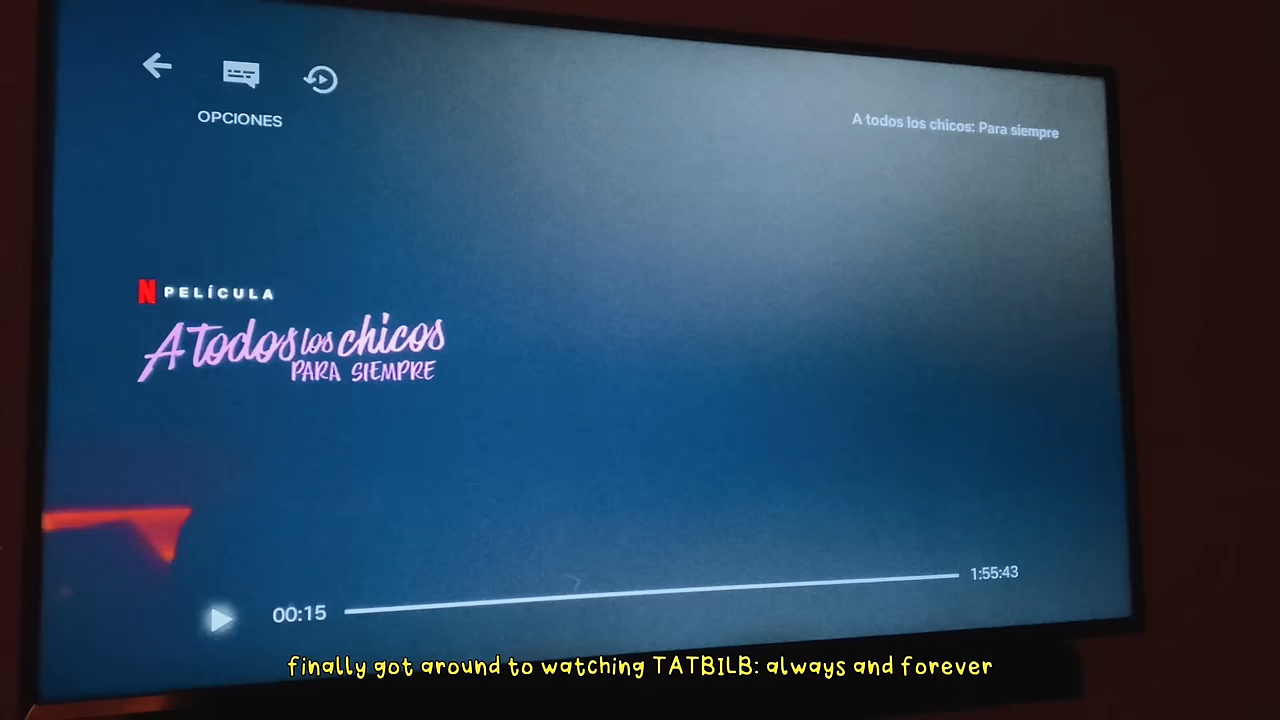 OPCIONES
A todos los chicos: Para siempre
N PELÍCULA
A Todos los chicos
PARA SIEMPRE
00:15
1:55:43
finally got around to watching TATBILB: always and forever